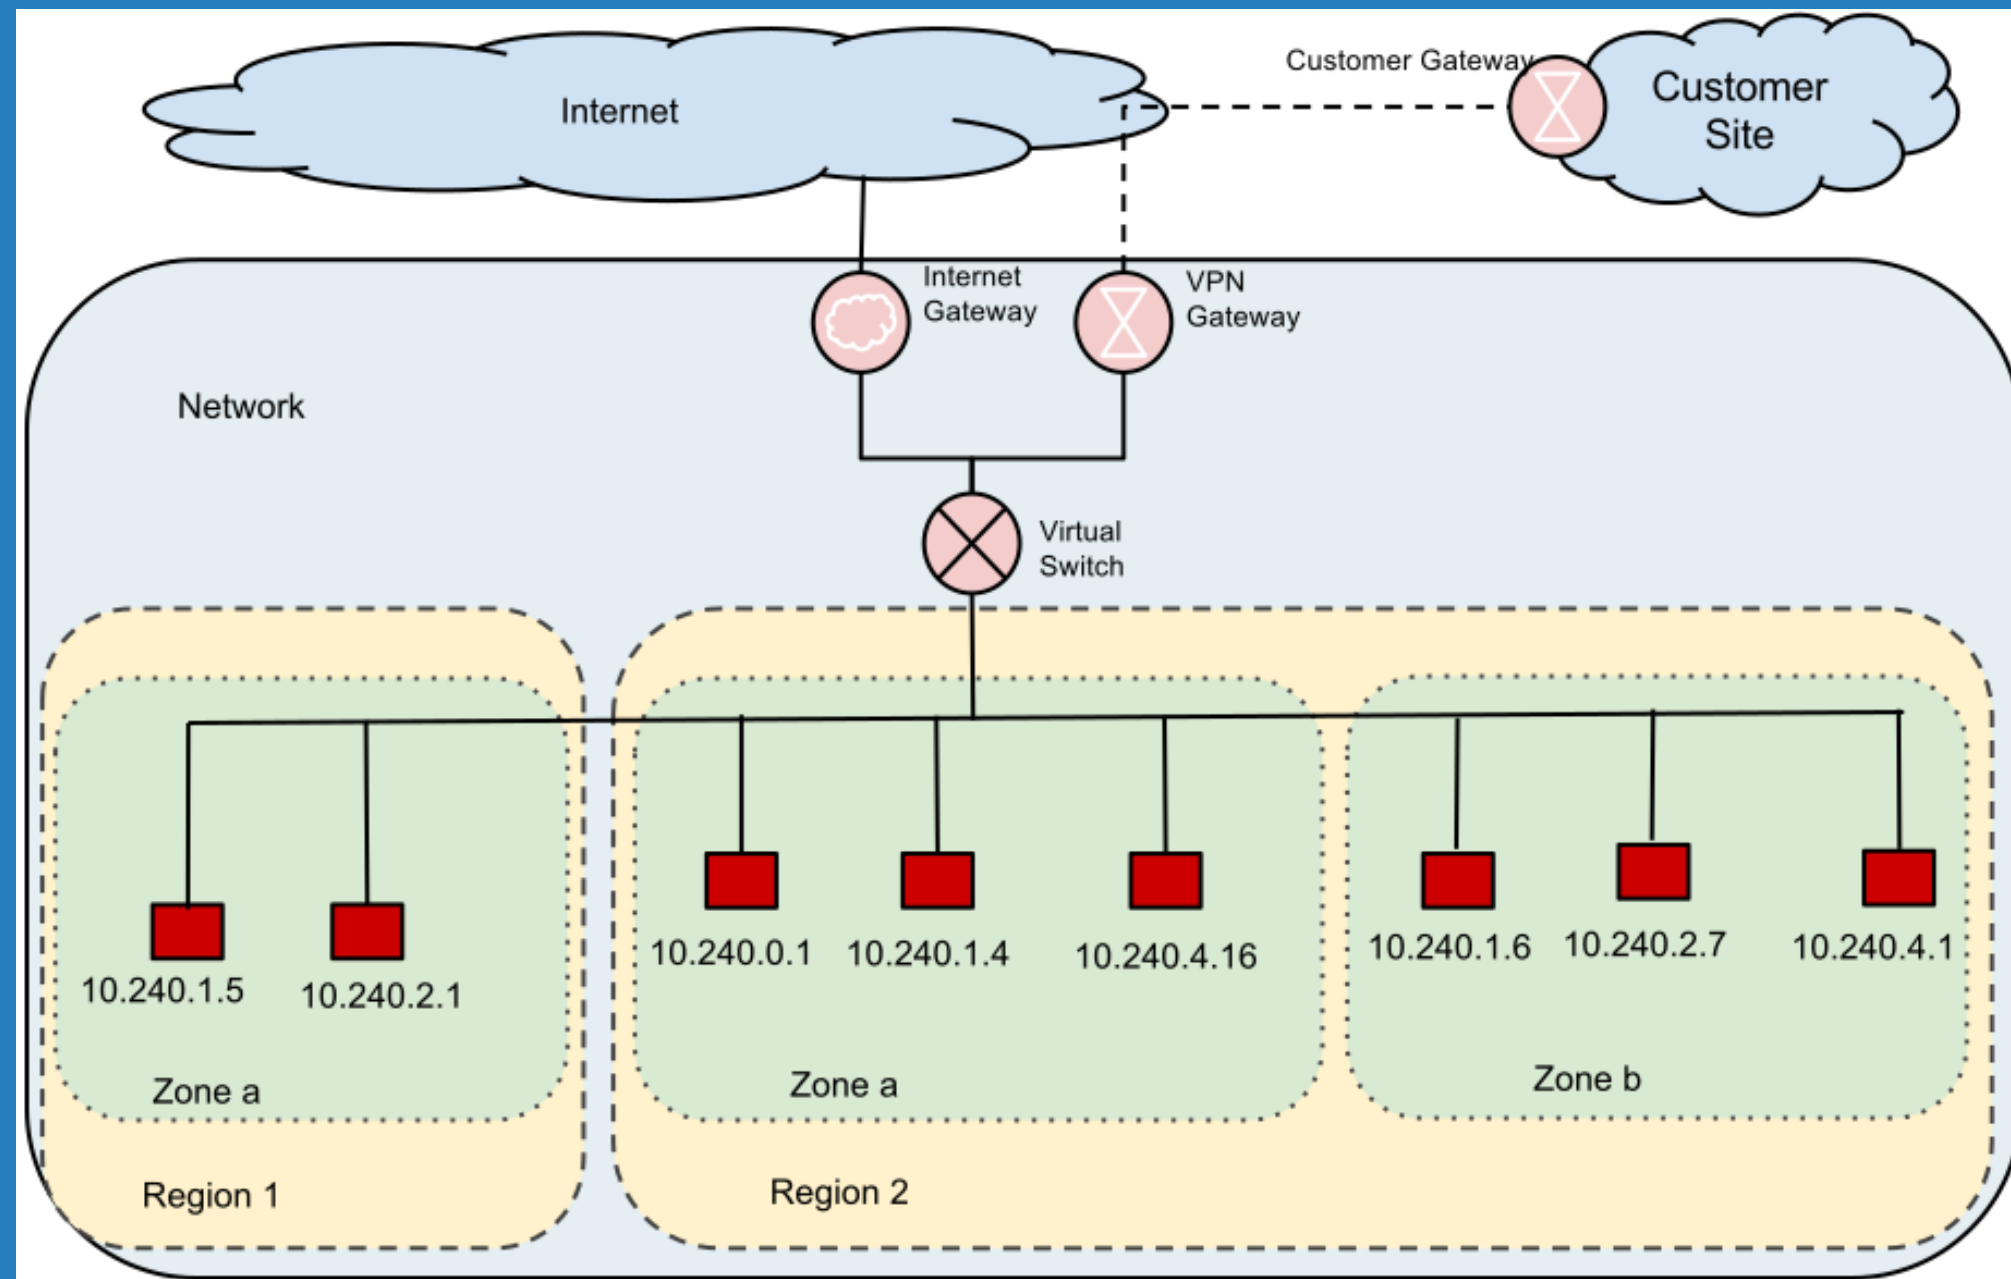 Internet
Customer Gateway
Customer
Site
Internet
Gateway
VPN
Gateway
Network
Virtual
Switch
10.240.1.5
10.240.2.1
10.240.0.1
10.240.1.4
10.240.4.16
10.240.1.6
10.240.2.7
10.240.4.1
Zone a
Zone a
Zone b
Region 1
Region 2